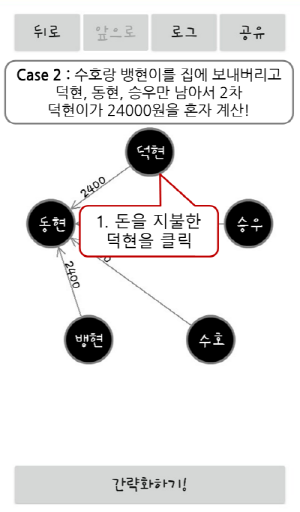 뒤로
앞으로
로그
공유
Case 2 : 수호랑 뱅현이를 집에 보내버리고
덕현, 동현, 승우만 남아서 2차
덕현이가 24000원을 혼자 계산!
덕현
2400
동현
1. 돈을 지불한
덕현을 클릭
승우
2400
뱅현
수호
간략화하기!